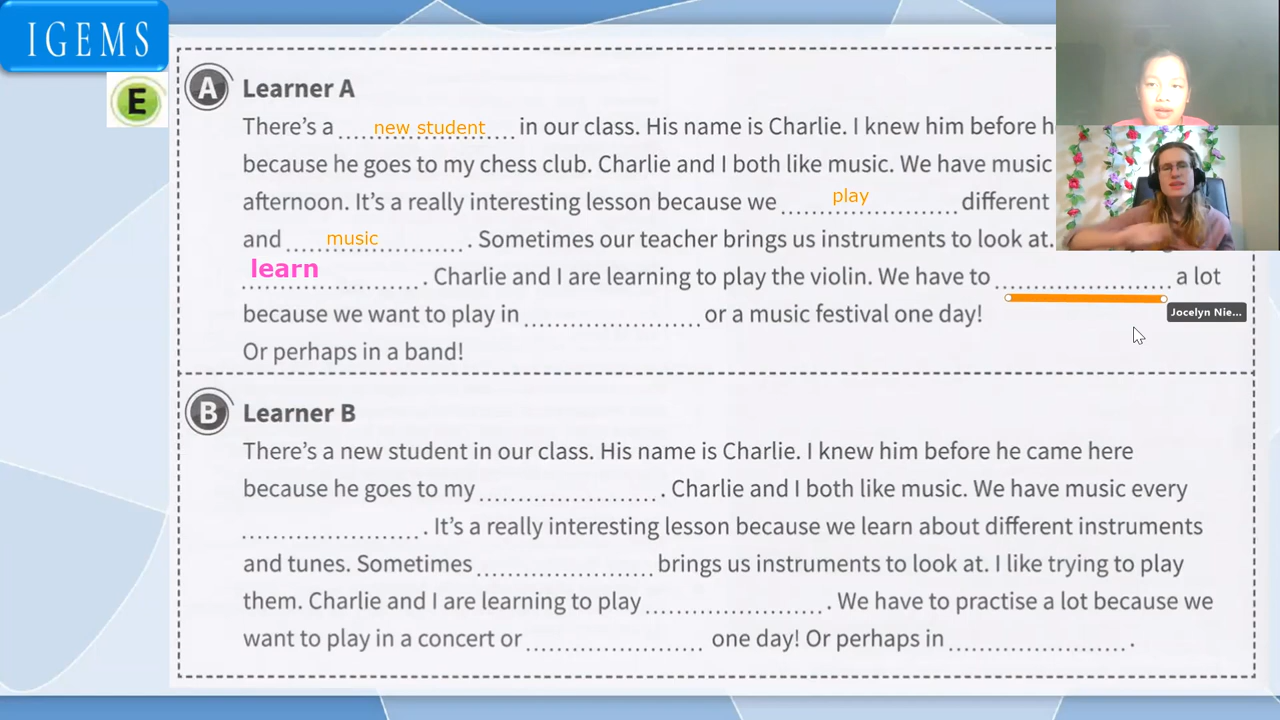 IGEMS
E
A Learner A
There's a new student in our class. His name is Charlie. I knew him before h
because he goes to my chess club. Charlie and I both like music. We have music
afternoon. It's a really interesting lesson because we play different
and music. Sometimes our teacher brings us instruments to look at.
learn. Charlie and I are learning to play the violin. We have to .................... a lot
Jocelyn Nie...
because we want to play in .................... or a music festival one day!
Or perhaps in a band!
B Learner B
There's a new student in our class. His name is Charlie. I knew him before he came here
because he goes to my .................... . Charlie and I both like music. We have music every
.................... . It's a really interesting lesson because we learn about different instruments
and tunes. Sometimes .................... brings us instruments to look at. I like trying to play
them. Charlie and I are learning to play .................... . We have to practise a lot because we
want to play in a concert or .................... one day! Or perhaps in .................... .